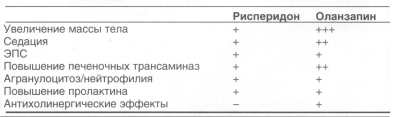 Рисперидон Оланзапин
Увеличение массы тела + +++
Седация + ++
ЭПС + +
Повышение печеночных трансаминаз + ++
Агранулоцитоз/нейтрофилия + +
Повышение пролактина + +
Антихолинергические эффекты – +